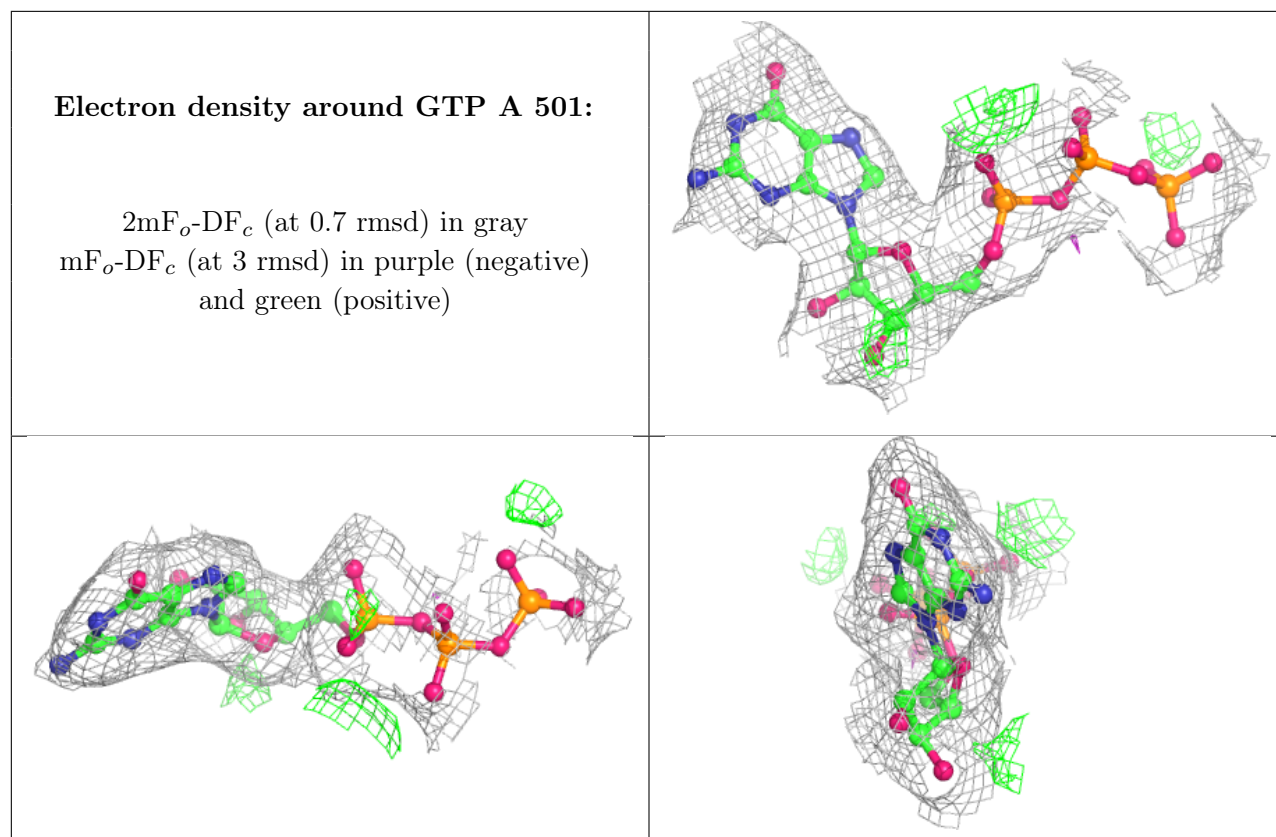 Electron density around GTP A 501:
2mFo-DFc (at 0.7 rmsd) in gray
mFo-DFc (at 3 rmsd) in purple (negative)
and green (positive)